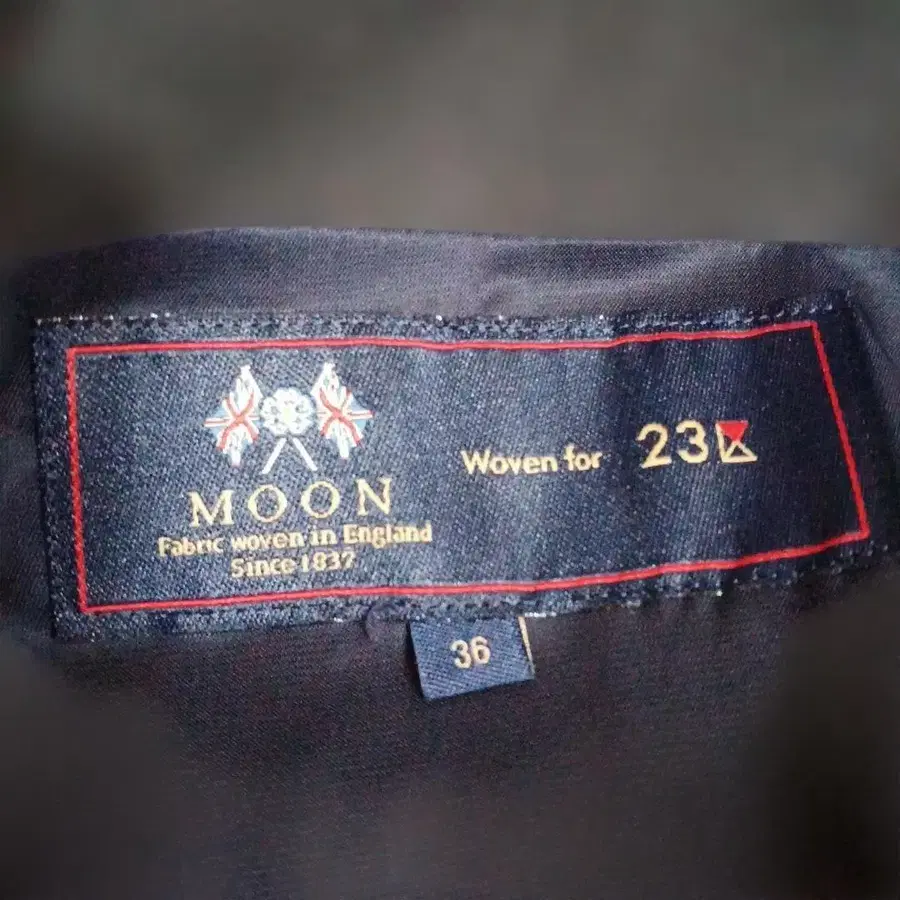 MOON
Fabric woven in England
Since 1837
Woven for 23
36